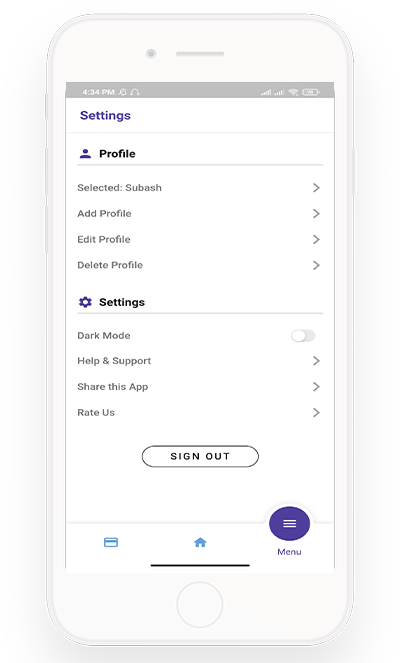 4:34 PM
Settings
Profile
Selected: Subash
Add Profile
Edit Profile
Delete Profile
Settings
Dark Mode
Help & Support
Share this App
Rate Us
SIGN OUT
Menu